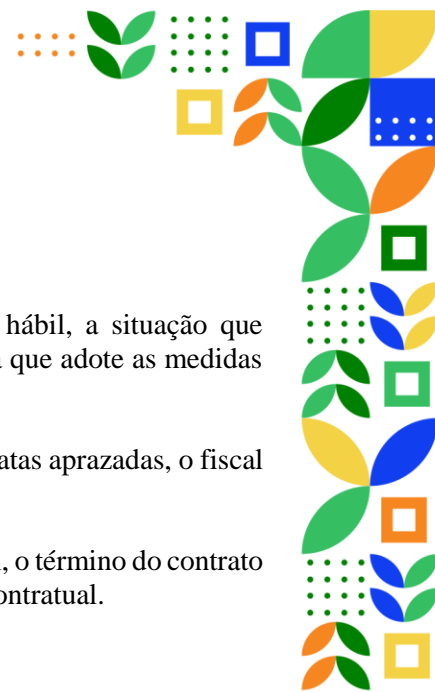 hábil, a situação que
que adote as medidas
atas aprazadas, o fiscal
, o término do contrato
ontratual.